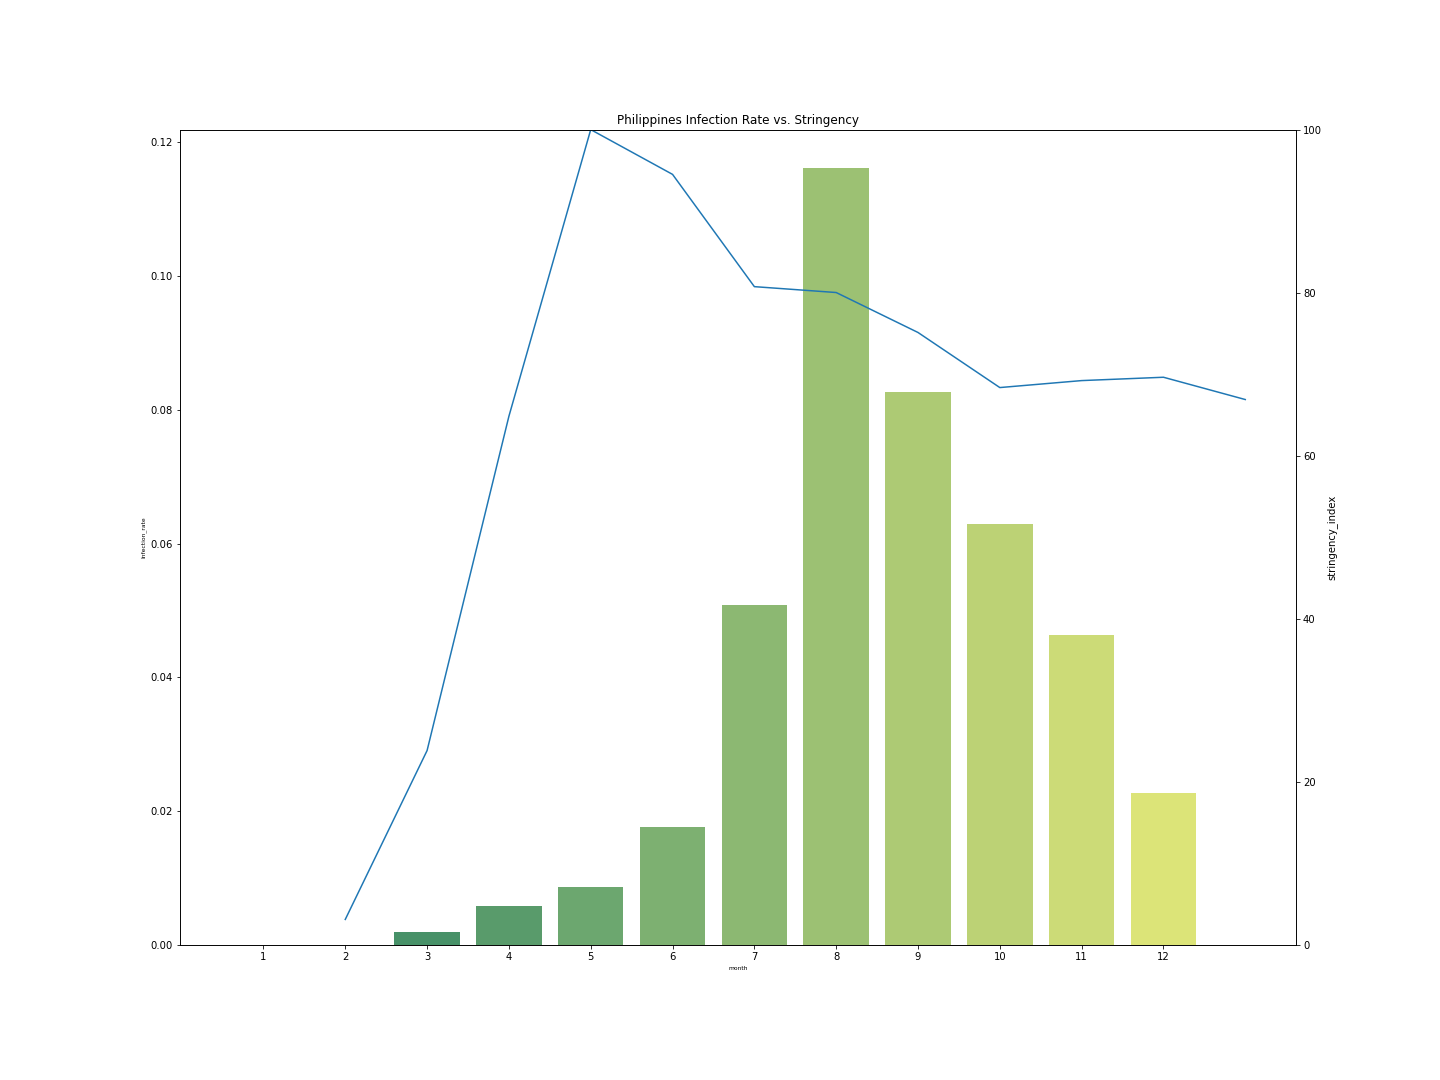 Philippines Infection Rate vs. Stringency
0.12
0.10
0.08
0.06
0.04
0.02
0.00
Infection_rate
100
80
60
40
20
0
stringency_index
1 2 3 4 5 6 7 8 9 10 11 12
month